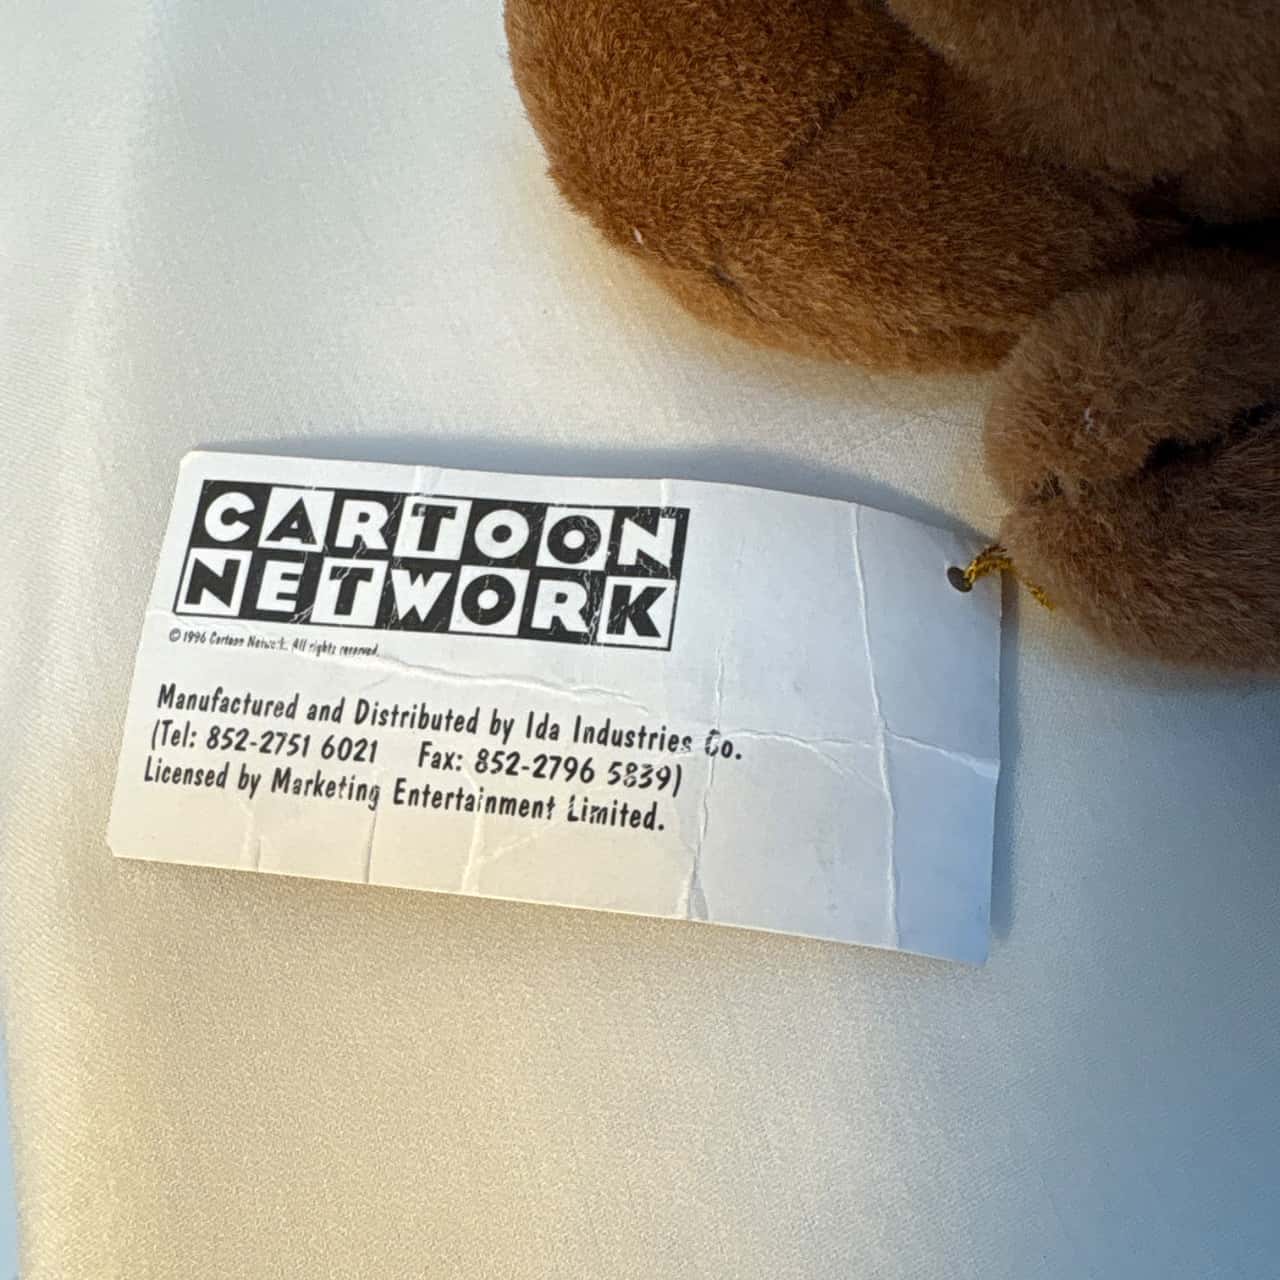 CARTOON
NETWORK
© 1996 Cartoon Network. All rights reserved.
Manufactured and Distributed by Ida Industries Co.
(Tel: 852-2751 6021 Fax: 852-2796 5839)
Licensed by Marketing Entertainment Limited.